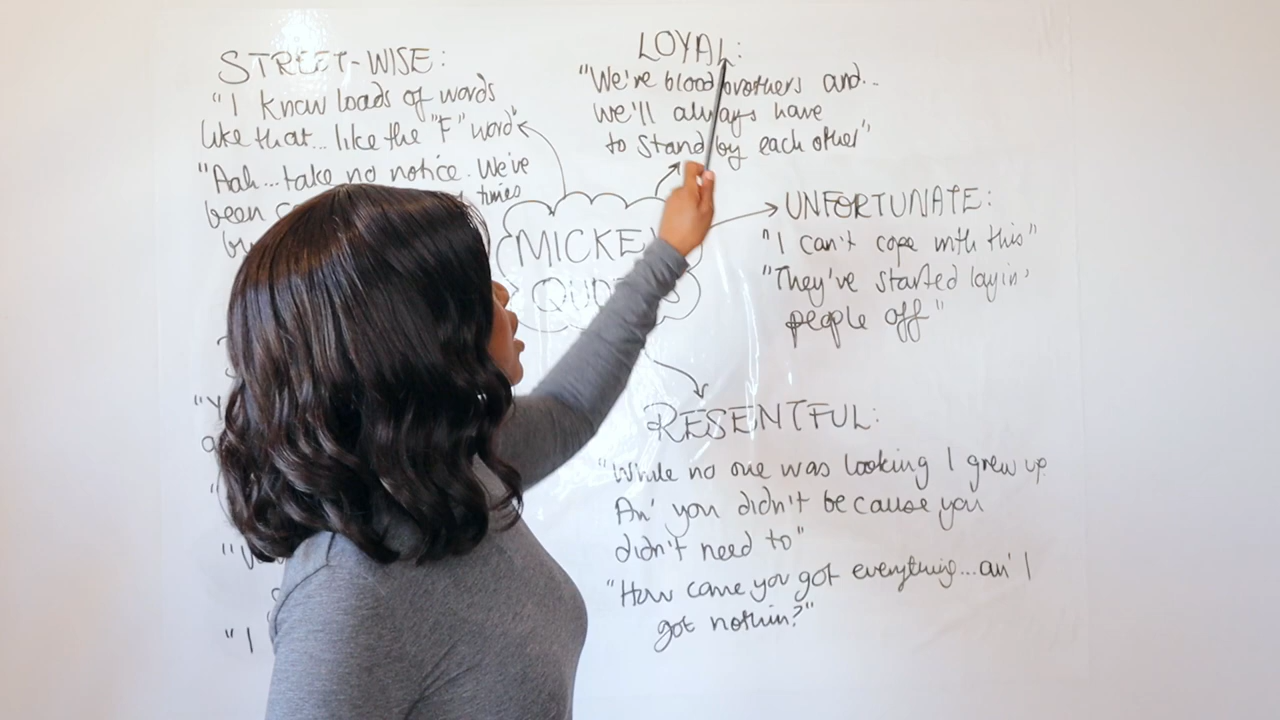 STREET-WISE:
"I know loads of words
like that... like the "F" word"
"Aah...take no notice. We've
been times
by
LOYAL:
"We're blood brothers and..
we'll always have
to stand by each other"
MICKEY
QUOTES
UNFORTUNATE:
"I can't cope with this"
"They've started layin'
people off"
RESENTFUL:
"While no one was looking I grew up.
An' you didn't because you
didn't need to"
"How come you got everything...an' I
got nothin?"
"I